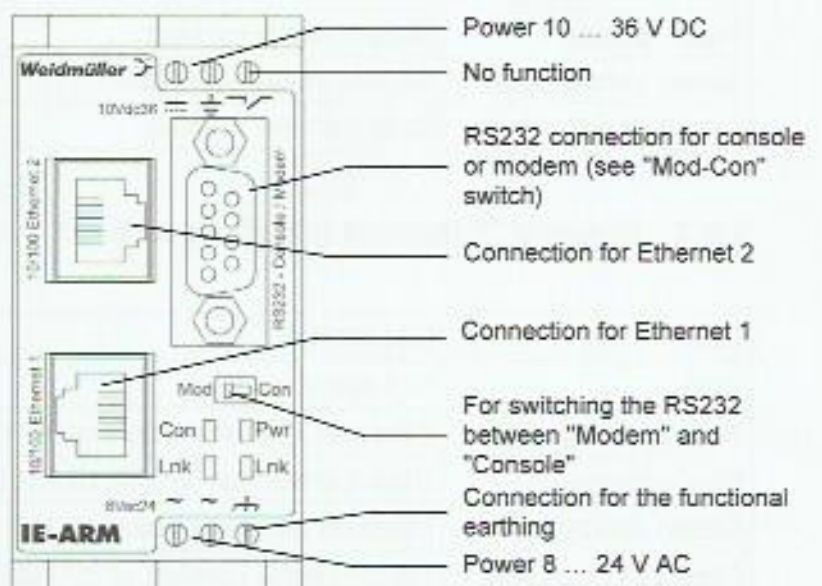 Weidmüller
10Vdc36
10/100 Ethernet 2
RS232 - Console / Modem
10/100 Ethernet 1
Mod Con
Con Pwr
Lnk Lnk
8Vac24
IE-ARM
Power 10 ... 36 V DC
No function
RS232 connection for console
or modem (see "Mod-Con"
switch)
Connection for Ethernet 2
Connection for Ethernet 1
For switching the RS232
between "Modem" and
"Console"
Connection for the functional
earthing
Power 8 ... 24 V AC